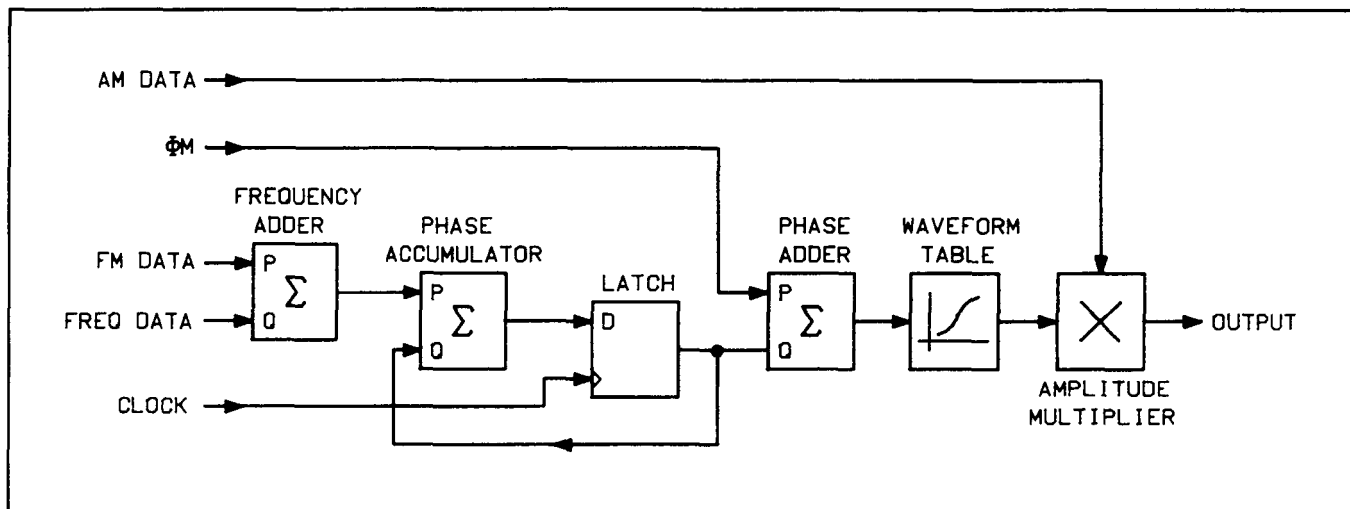 AM DATA
ΦM
FREQUENCY
ADDER
PHASE
ACCUMULATOR
PHASE
ADDER
WAVEFORM
TABLE
FM DATA
FREQ DATA
P
Σ
Q
P
Σ
Q
LATCH
D
P
Σ
Q
OUTPUT
CLOCK
AMPLITUDE
MULTIPLIER